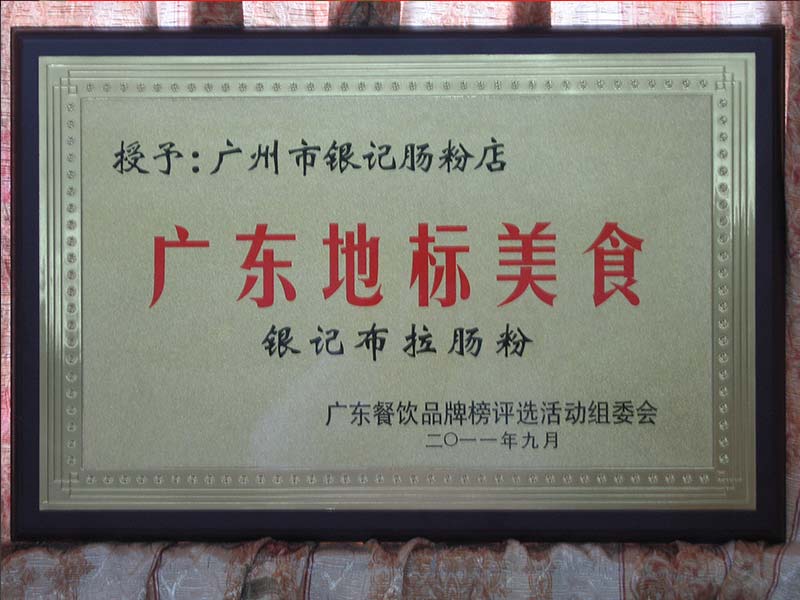 授予:广州市银记肠粉店
广东地标美食
银记布拉肠粉
广东餐饮品牌榜评选活动组委会
二〇一一年九月